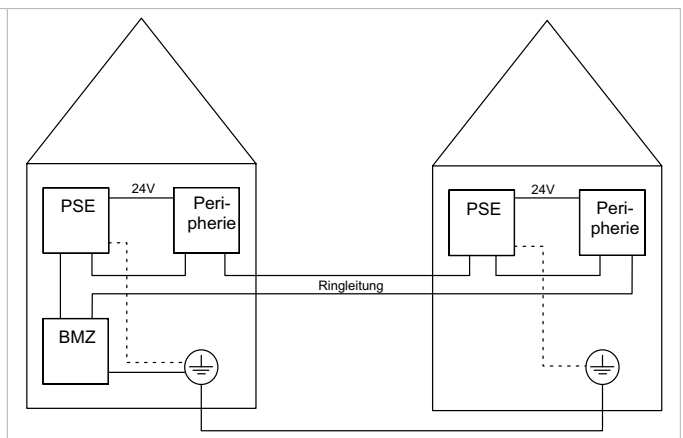 24V
PSE
Peri-
pherie
24V
PSE
Peri-
pherie
Ringleitung
BMZ